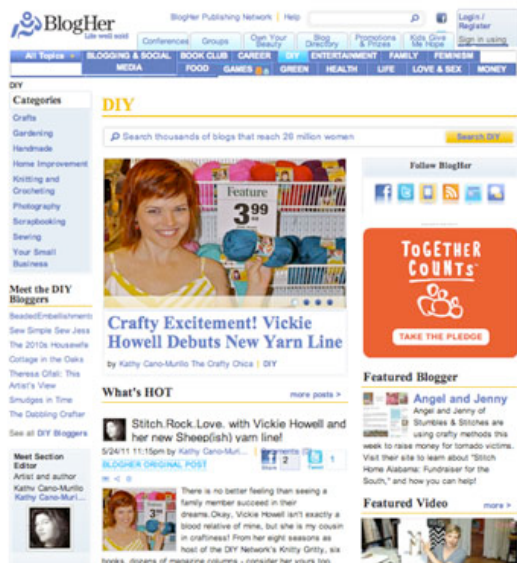 BlogHer
Life well said
BlogHer Publishing Network | Help
Login /
Register
Sign in using
Conferences
Groups
Own Your
Beauty
Blog
Directory
Promotions
& Prizes
Kids Give
Me Hope
All Topics
BLOGGING & SOCIAL
MEDIA
BOOK CLUB
CAREER
DIY
ENTERTAINMENT
FAMILY
FEMINISM
FOOD
GAMES
GREEN
HEALTH
LIFE
LOVE & SEX
MONEY
DIY
Categories
Crafts
Gardening
Handmade
Home Improvement
Knitting and
Crocheting
Photography
Scrapbooking
Sewing
Your Small
Business
Meet the DIY
Bloggers
BeadedEmbellishments
Sew Simple Sew Jess
The 2010s Housewife
Cottage in the Oaks
Theresa Cifali: This
Artist's View
Smudges in Time
The Dabbling Crafter
See all DIY Bloggers
Meet Section
Editor
Artist and author
Kathy Cano-Murillo
Kathy Cano-Muri...
DIY
Search thousands of blogs that reach 26 million women
Search DIY
Feature
3.99
Crafty Excitement! Vickie
Howell Debuts New Yarn Line
by Kathy Cano-Murillo The Crafty Chica | DIY
What's HOT
more posts >
Stitch.Rock.Love. with Vickie Howell and
her new Sheep(ish) yarn line!
5/24/11 11:15pm by Kathy Cano-Muri...
Share
2
Tweet
1
BLOGHER ORIGINAL POST
There is no better feeling than seeing a
family member succeed in their
dreams.Okay, Vickie Howell isn't exactly a
blood relative of mine, but she is my cousin
in craftiness! From her eight seasons as
host of the DIY Network's Knitty Gritty, six
books, dozens of magazine columns - consider her yours too.
Follow BlogHer
ToGETHER
CoUNTS
TAKE THE PLEDGE
Featured Blogger
Angel and Jenny
Angel and Jenny of
Stumbles & Stitches are
using crafty methods this
week to raise money for tornado victims.
Visit their site to learn about "Stitch
Home Alabama: Fundraiser for the
South," and how you can help!
Featured Video
more >